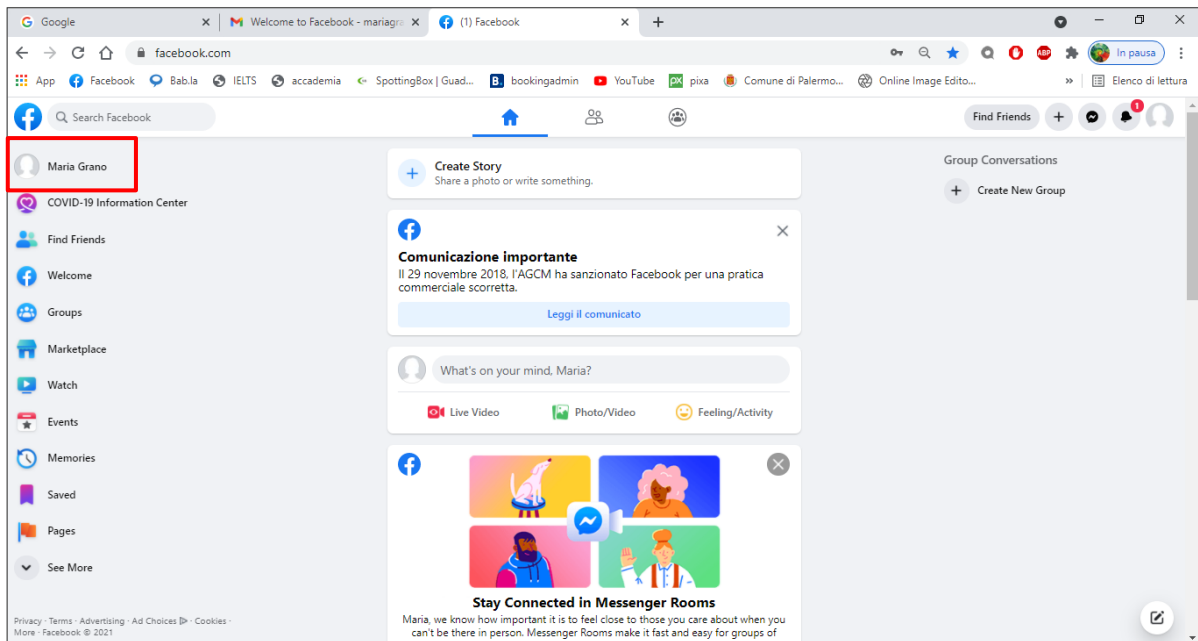 Google
Welcome to Facebook - mariagra
(1) Facebook
facebook.com
In pausa
App
Facebook
Bab.la
IELTS
accademia
SpottingBox | Guad...
B.
bookingadmin
YouTube
px
pixa
Comune di Palermo...
Online Image Edito...
»
Elenco di lettura
ABP
Search Facebook
Find Friends
1
Maria Grano
COVID-19 Information Center
Find Friends
Welcome
Groups
Marketplace
Watch
Events
Memories
Saved
Pages
See More
Privacy · Terms · Advertising · Ad Choices · Cookies ·
More · Facebook © 2021
Create Story
Share a photo or write something.
Comunicazione importante
Il 29 novembre 2018, l'AGCM ha sanzionato Facebook per una pratica
commerciale scorretta.
Leggi il comunicato
What's on your mind, Maria?
Live Video
Photo/Video
Feeling/Activity
Stay Connected in Messenger Rooms
Maria, we know how important it is to feel close to those you care about when you
can't be there in person. Messenger Rooms make it fast and easy for groups of
Group Conversations
Create New Group